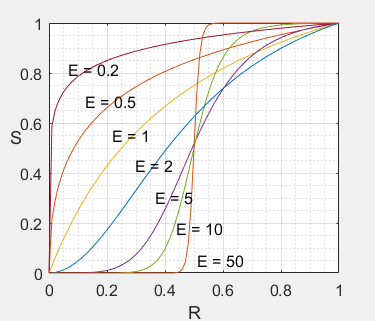 1
0.8
0.6
0.4
0.2
0
S
E = 0.2
E = 0.5
E = 1
E = 2
E = 5
E = 10
E = 50
0 0.2 0.4 0.6 0.8 1
R